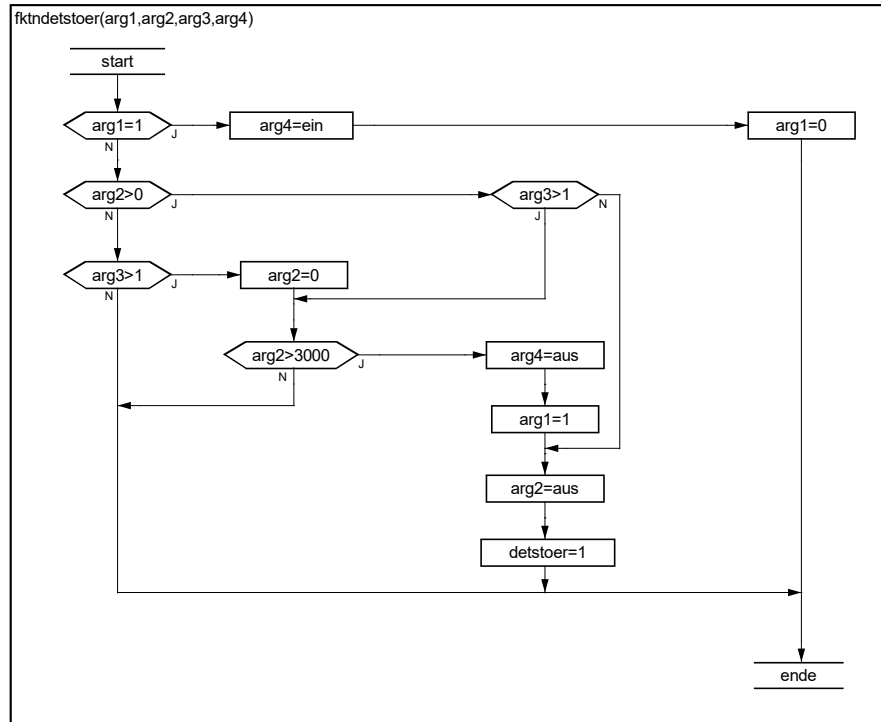 fktndetstoer(arg1,arg2,arg3,arg4)
start
arg1=1
J
N
arg4=ein
arg1=0
arg2>0
J
N
arg3>1
J
N
arg3>1
J
N
arg2=0
arg2>3000
J
N
arg4=aus
arg1=1
arg2=aus
detstoer=1
ende